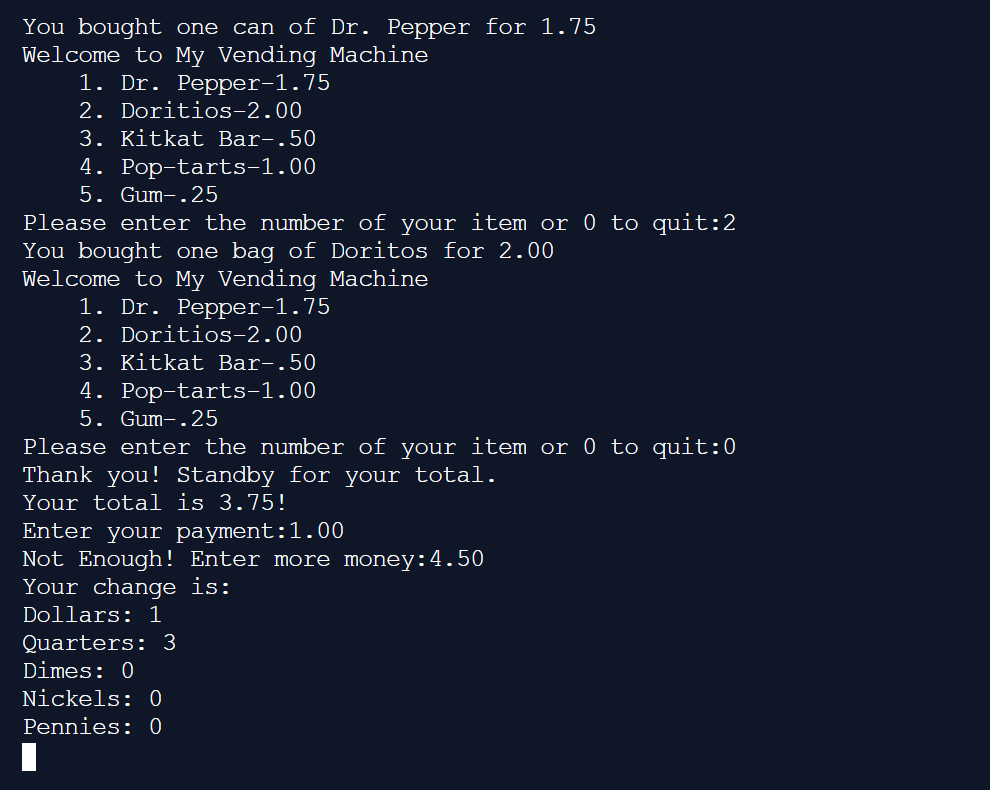 You bought one can of Dr. Pepper for 1.75
Welcome to My Vending Machine
    1. Dr. Pepper-1.75
    2. Doritios-2.00
    3. Kitkat Bar-.50
    4. Pop-tarts-1.00
    5. Gum-.25
Please enter the number of your item or 0 to quit:2
You bought one bag of Doritos for 2.00
Welcome to My Vending Machine
    1. Dr. Pepper-1.75
    2. Doritios-2.00
    3. Kitkat Bar-.50
    4. Pop-tarts-1.00
    5. Gum-.25
Please enter the number of your item or 0 to quit:0
Thank you! Standby for your total.
Your total is 3.75!
Enter your payment:1.00
Not Enough! Enter more money:4.50
Your change is:
Dollars: 1
Quarters: 3
Dimes: 0
Nickels: 0
Pennies: 0